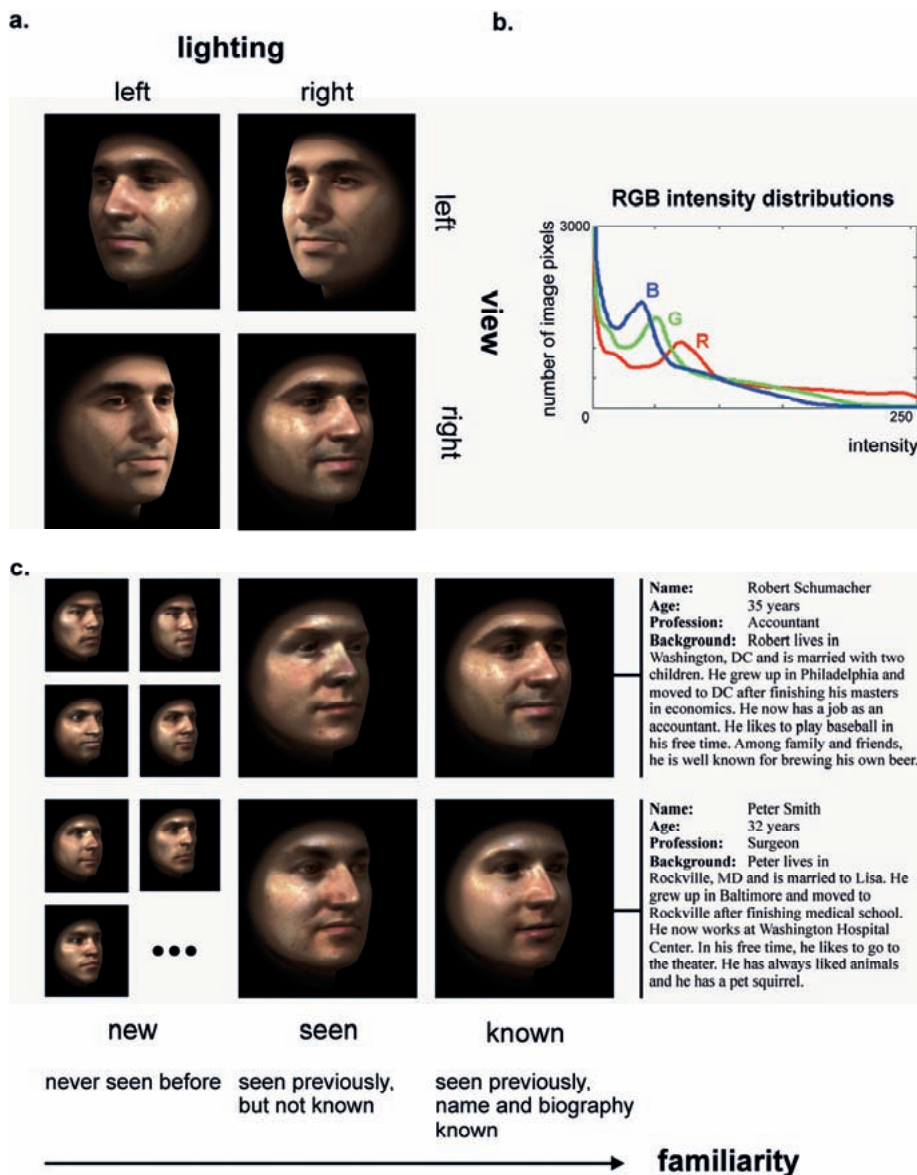 a.
lighting
left
right
left
right
view
b.
RGB intensity distributions
3000
number of image pixels
B
G
R
250
intensity
c.
Name: Robert Schumacher
Age: 35 years
Profession: Accountant
Background: Robert lives in
Washington, DC and is married with two
children. He grew up in Philadelphia and
moved to DC after finishing his masters
in economics. He now has a job as an
accountant. He likes to play baseball in
his free time. Among family and friends,
he is well known for brewing his own beer.
Name: Peter Smith
Age: 32 years
Profession: Surgeon
Background: Peter lives in
Rockville, MD and is married to Lisa. He
grew up in Baltimore and moved to
Rockville after finishing medical school.
He now works at Washington Hospital
Center. In his free time, he likes to go to
the theater. He has always liked animals
and he has a pet squirrel.
new
never seen before
seen
seen previously,
but not known
known
seen previously,
name and biography
known
familiarity